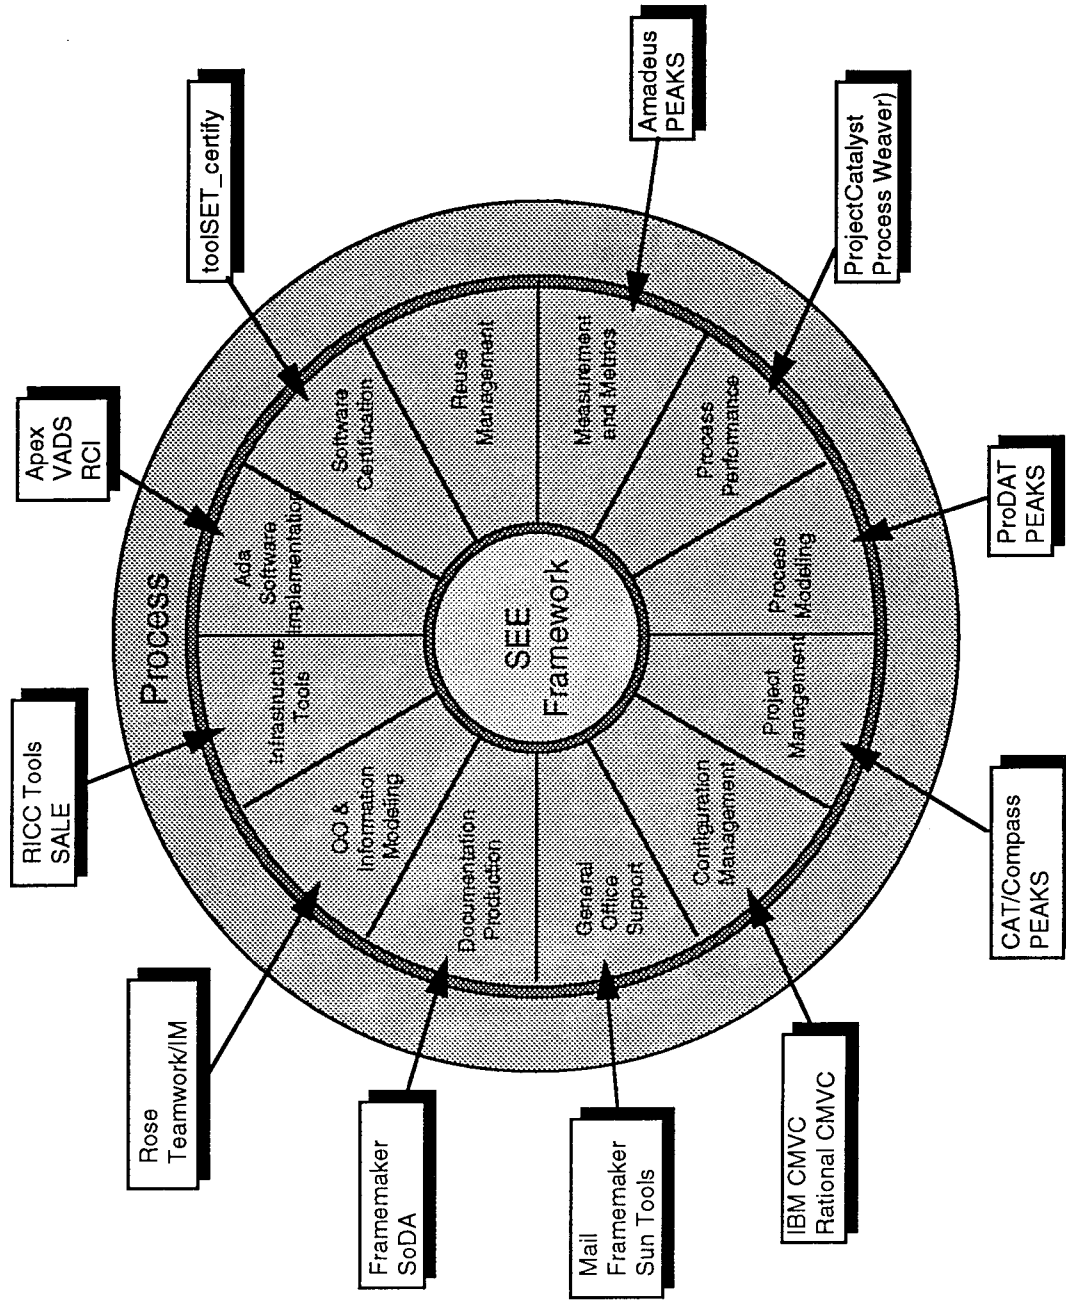 Process
SEE
Framework
Infrastructure
Tools
Ada
Software
Implementation
Software
Certification
Reuse
Management
Measurement
and Metrics
Process
Performance
Process
Modeling
Project
Management
Configuration
Management
General
Office
Support
Documentation
Production
OO &
Information
Modeling
RICC Tools
SALE
Apex
VADS
RCI
toolSET_certify
Amadeus
PEAKS
ProjectCatalyst
Process Weaver)
ProDAT
PEAKS
CAT/Compass
PEAKS
IBM CMVC
Rational CMVC
Mail
Framemaker
Sun Tools
Framemaker
SoDA
Rose
Teamwork/IM